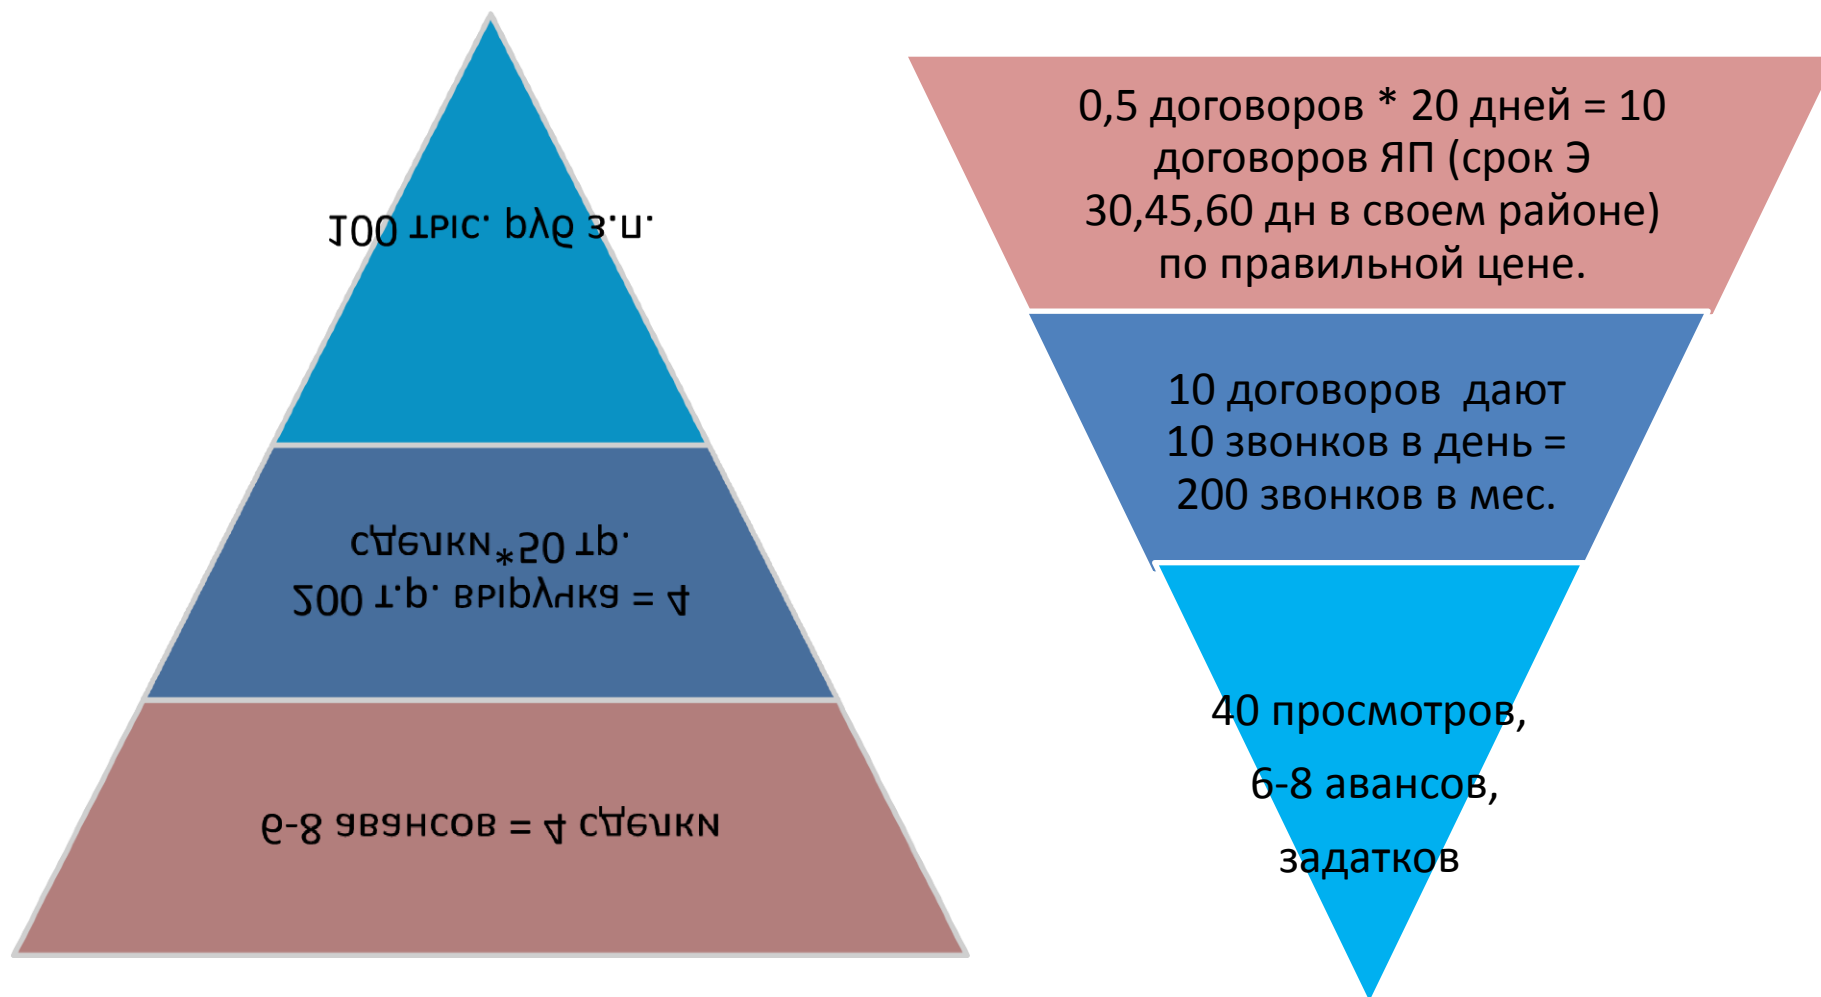 100 тыс. руб з.п.
200 т.р. выручка = 4
сделки*50 тр.
6-8 авансов = 4 сделки
0,5 договоров * 20 дней = 10
договоров ЯП (срок Э
30,45,60 дн в своем районе)
по правильной цене.
10 договоров  дают
10 звонков в день =
200 звонков в мес.
40 просмотров,
6-8 авансов,
задатков